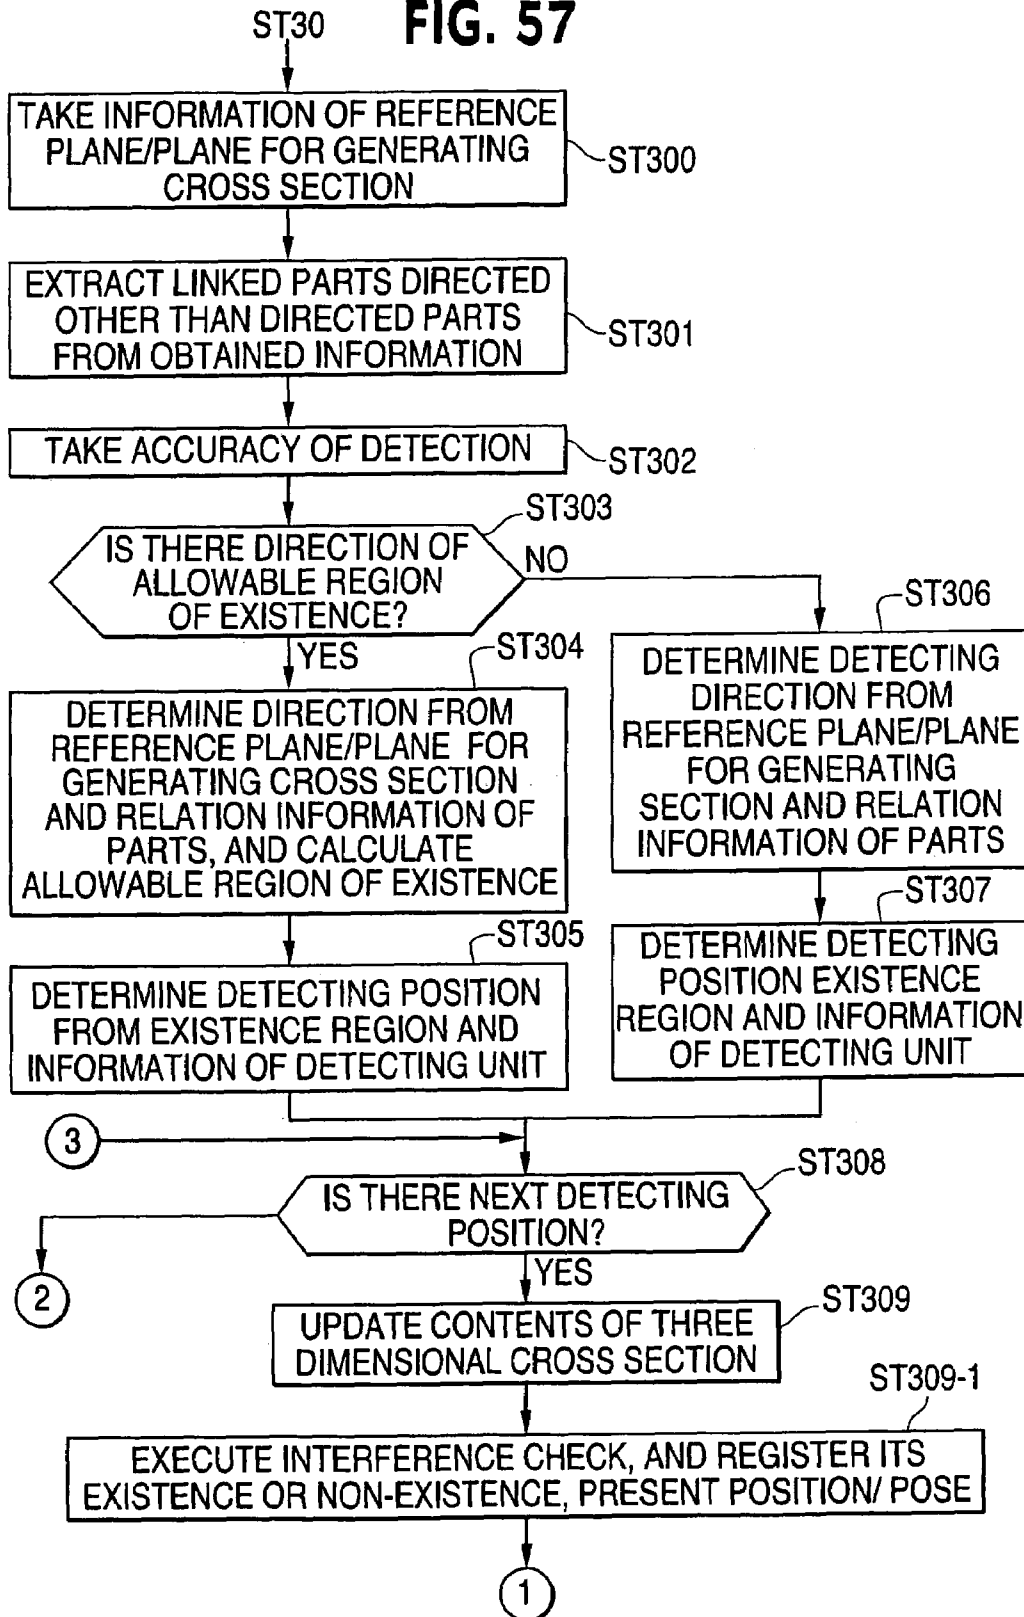 FIG. 57
ST30
TAKE INFORMATION OF REFERENCE
PLANE/PLANE FOR GENERATING
CROSS SECTION
ST300
EXTRACT LINKED PARTS DIRECTED
OTHER THAN DIRECTED PARTS
FROM OBTAINED INFORMATION
ST301
TAKE ACCURACY OF DETECTION
ST302
ST303
IS THERE DIRECTION OF
ALLOWABLE REGION
OF EXISTENCE?
NO
YES
ST304
DETERMINE DIRECTION FROM
REFERENCE PLANE/PLANE FOR
GENERATING CROSS SECTION
AND RELATION INFORMATION OF
PARTS, AND CALCULATE
ALLOWABLE REGION OF EXISTENCE
ST305
DETERMINE DETECTING POSITION
FROM EXISTENCE REGION AND
INFORMATION OF DETECTING UNIT
ST306
DETERMINE DETECTING
DIRECTION FROM
REFERENCE PLANE/PLANE
FOR GENERATING
SECTION AND RELATION
INFORMATION OF PARTS
ST307
DETERMINE DETECTING
POSITION EXISTENCE
REGION AND INFORMATION
OF DETECTING UNIT
3
ST308
IS THERE NEXT DETECTING
POSITION?
2
YES
ST309
UPDATE CONTENTS OF THREE
DIMENSIONAL CROSS SECTION
ST309-1
EXECUTE INTERFERENCE CHECK, AND REGISTER ITS
EXISTENCE OR NON-EXISTENCE, PRESENT POSITION/ POSE
1